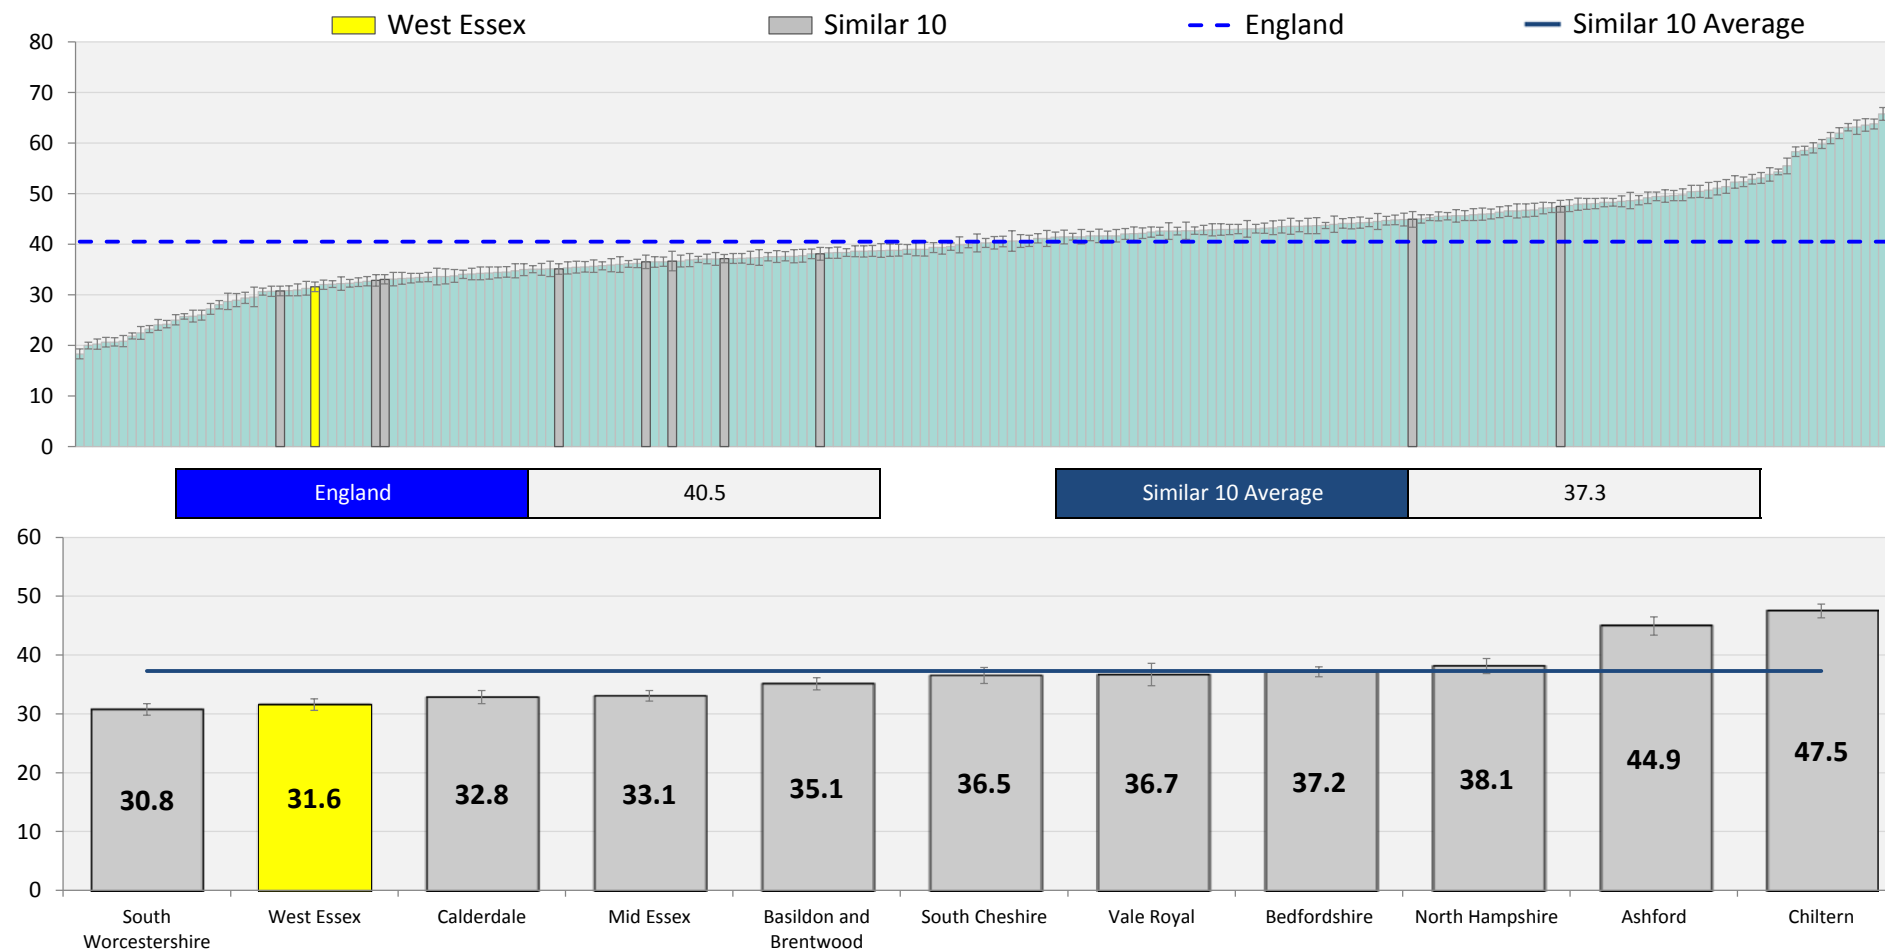 West Essex
Similar 10
England
Similar 10 Average
80
70
60
50
40
30
20
10
0
England
40.5
Similar 10 Average
37.3
60
50
40
30
20
10
0
30.8
31.6
32.8
33.1
35.1
36.5
36.7
37.2
38.1
44.9
47.5
South
Worcestershire
West Essex
Calderdale
Mid Essex
Basildon and
Brentwood
South Cheshire
Vale Royal
Bedfordshire
North Hampshire
Ashford
Chiltern